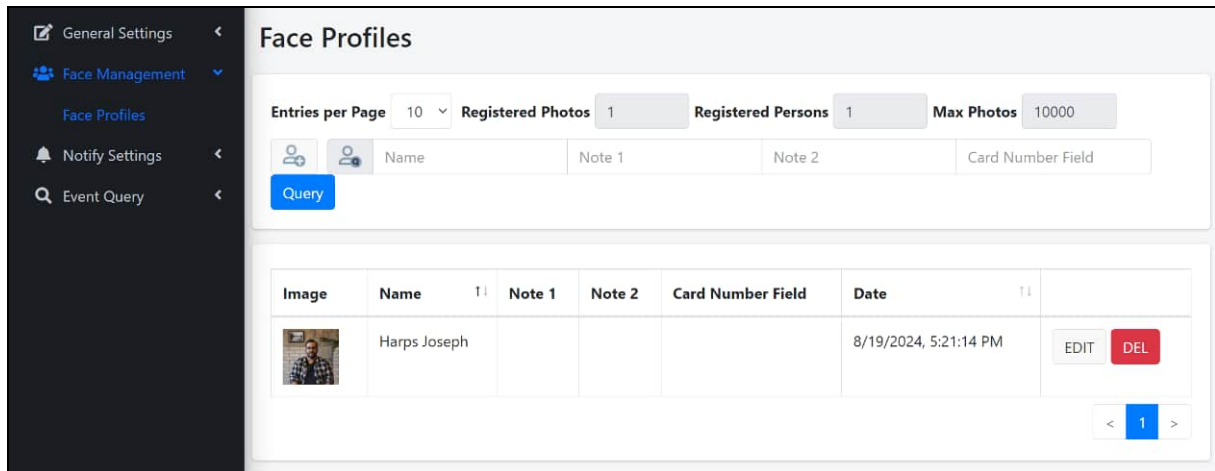 General Settings
Face Management
Face Profiles
Notify Settings
Event Query
Face Profiles
Entries per Page 10 Registered Photos 1 Registered Persons 1 Max Photos 10000
Name Note 1 Note 2 Card Number Field
Query
Image Name Note 1 Note 2 Card Number Field Date
Harps Joseph 8/19/2024, 5:21:14 PM EDIT DEL
< 1 >